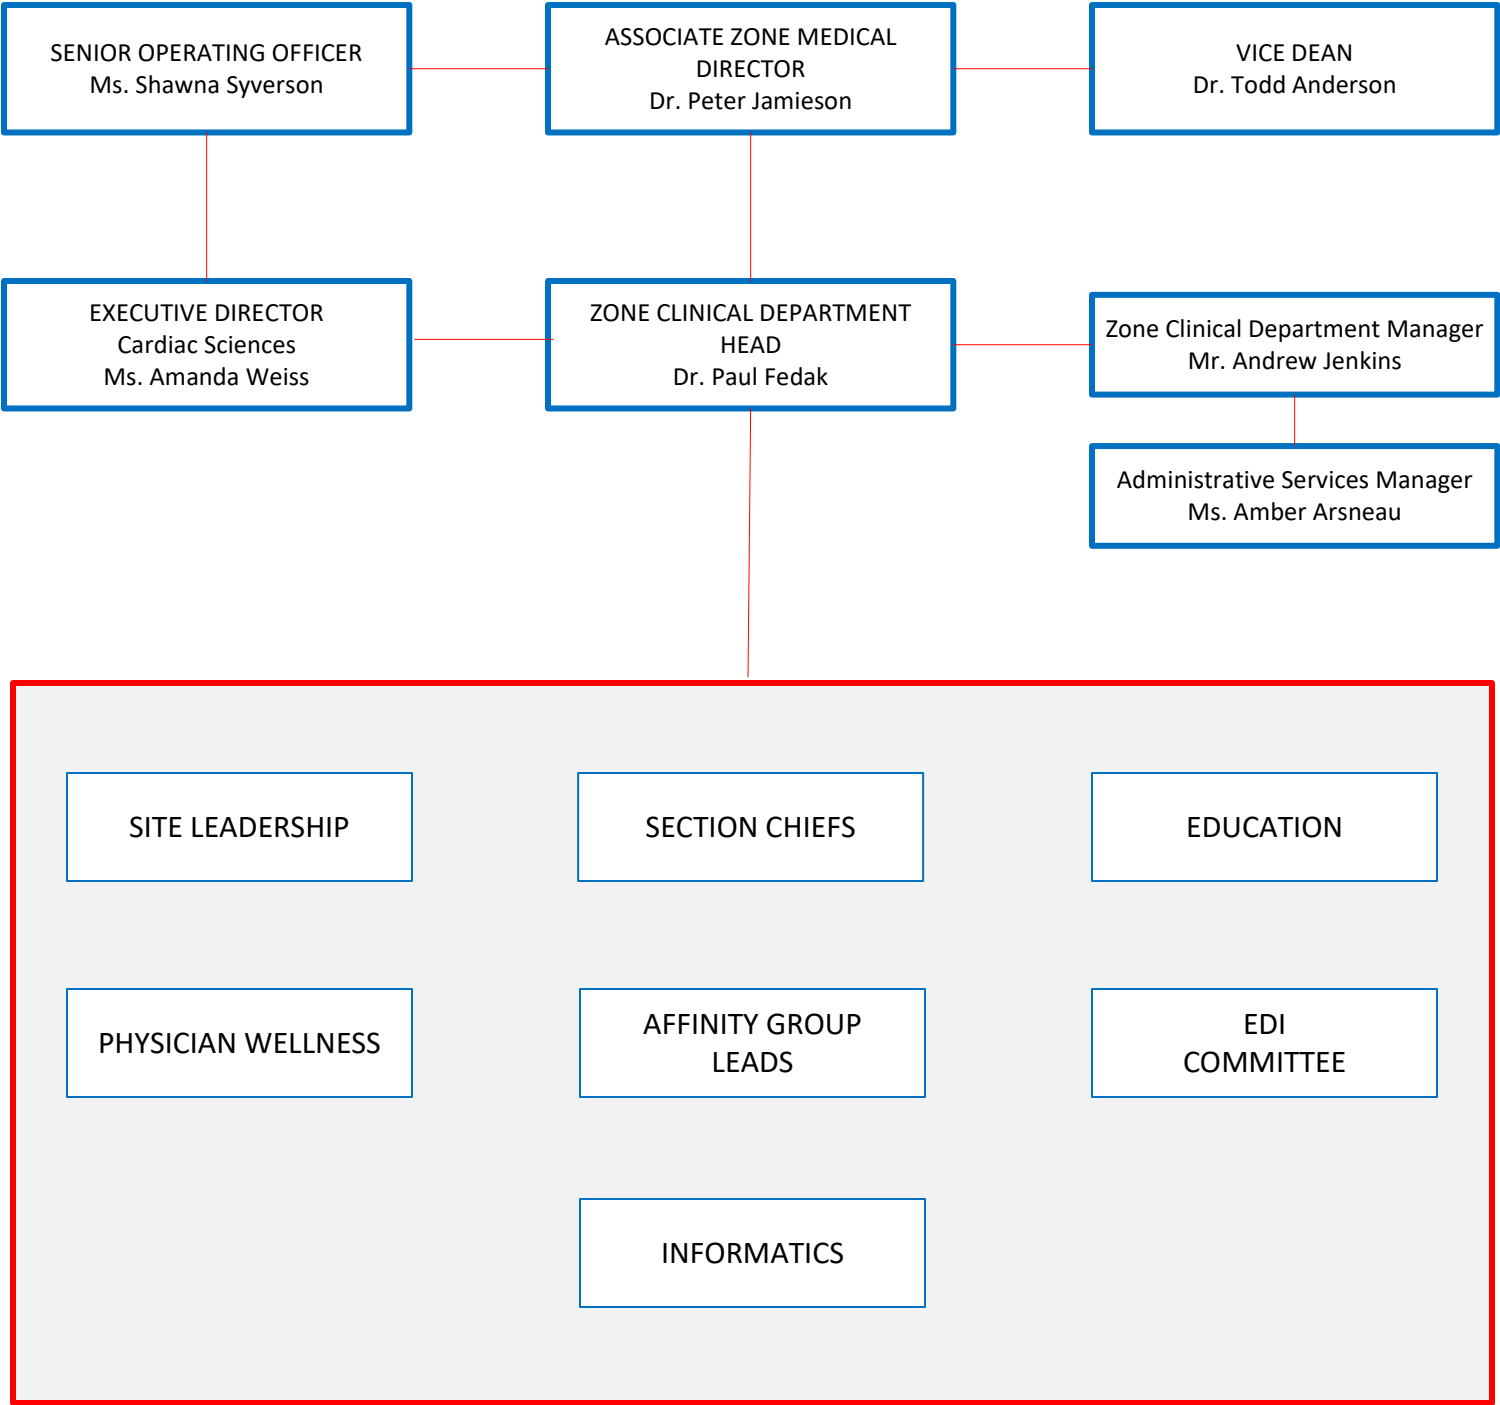 SENIOR OPERATING OFFICER
Ms. Shawna Syverson
ASSOCIATE ZONE MEDICAL
DIRECTOR
Dr. Peter Jamieson
VICE DEAN
Dr. Todd Anderson
EXECUTIVE DIRECTOR
Cardiac Sciences
Ms. Amanda Weiss
ZONE CLINICAL DEPARTMENT
HEAD
Dr. Paul Fedak
Zone Clinical Department Manager
Mr. Andrew Jenkins
Administrative Services Manager
Ms. Amber Arsneau
SITE LEADERSHIP
SECTION CHIEFS
EDUCATION
PHYSICIAN WELLNESS
AFFINITY GROUP
LEADS
EDI
COMMITTEE
INFORMATICS